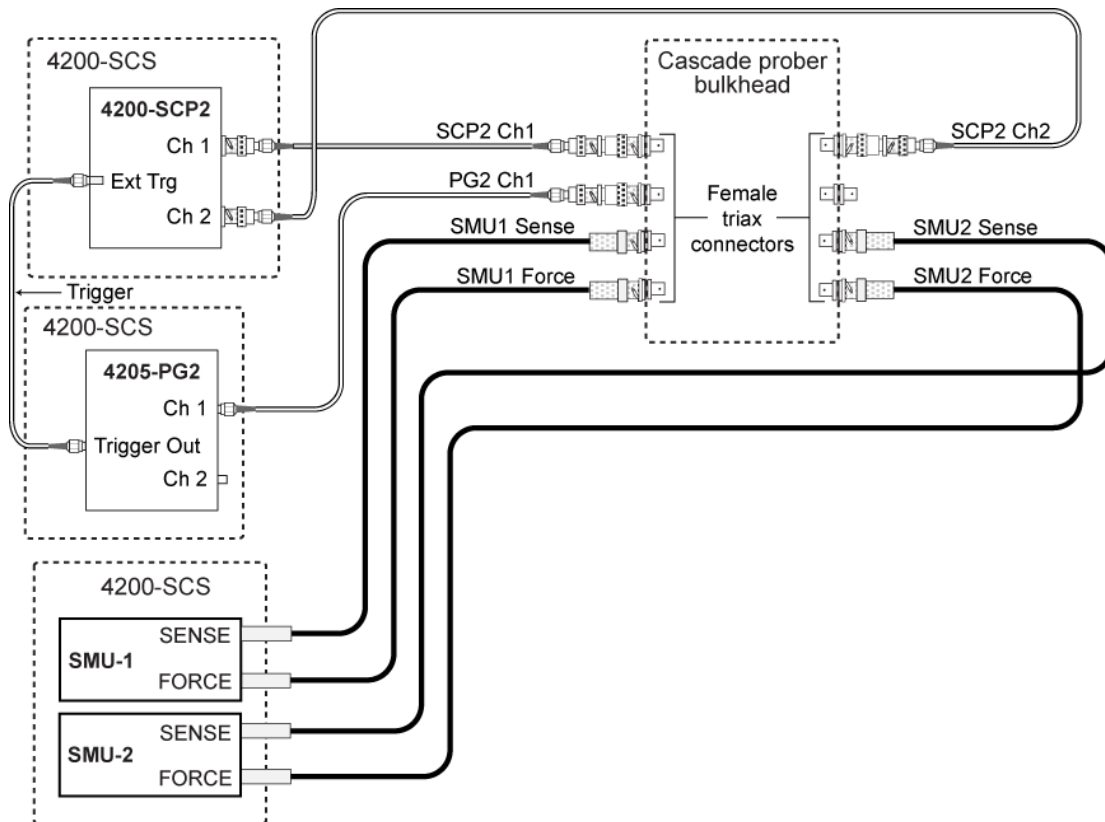 4200-SCS
4200-SCP2
Ch 1
Ext Trg
Ch 2
Trigger
4200-SCS
4205-PG2
Ch 1
Trigger Out
Ch 2
4200-SCS
SENSE
SMU-1
FORCE
SENSE
SMU-2
FORCE
Cascade prober
bulkhead
SCP2 Ch1
PG2 Ch1
SMU1 Sense
SMU1 Force
Female
triax
connectors
SCP2 Ch2
SMU2 Sense
SMU2 Force